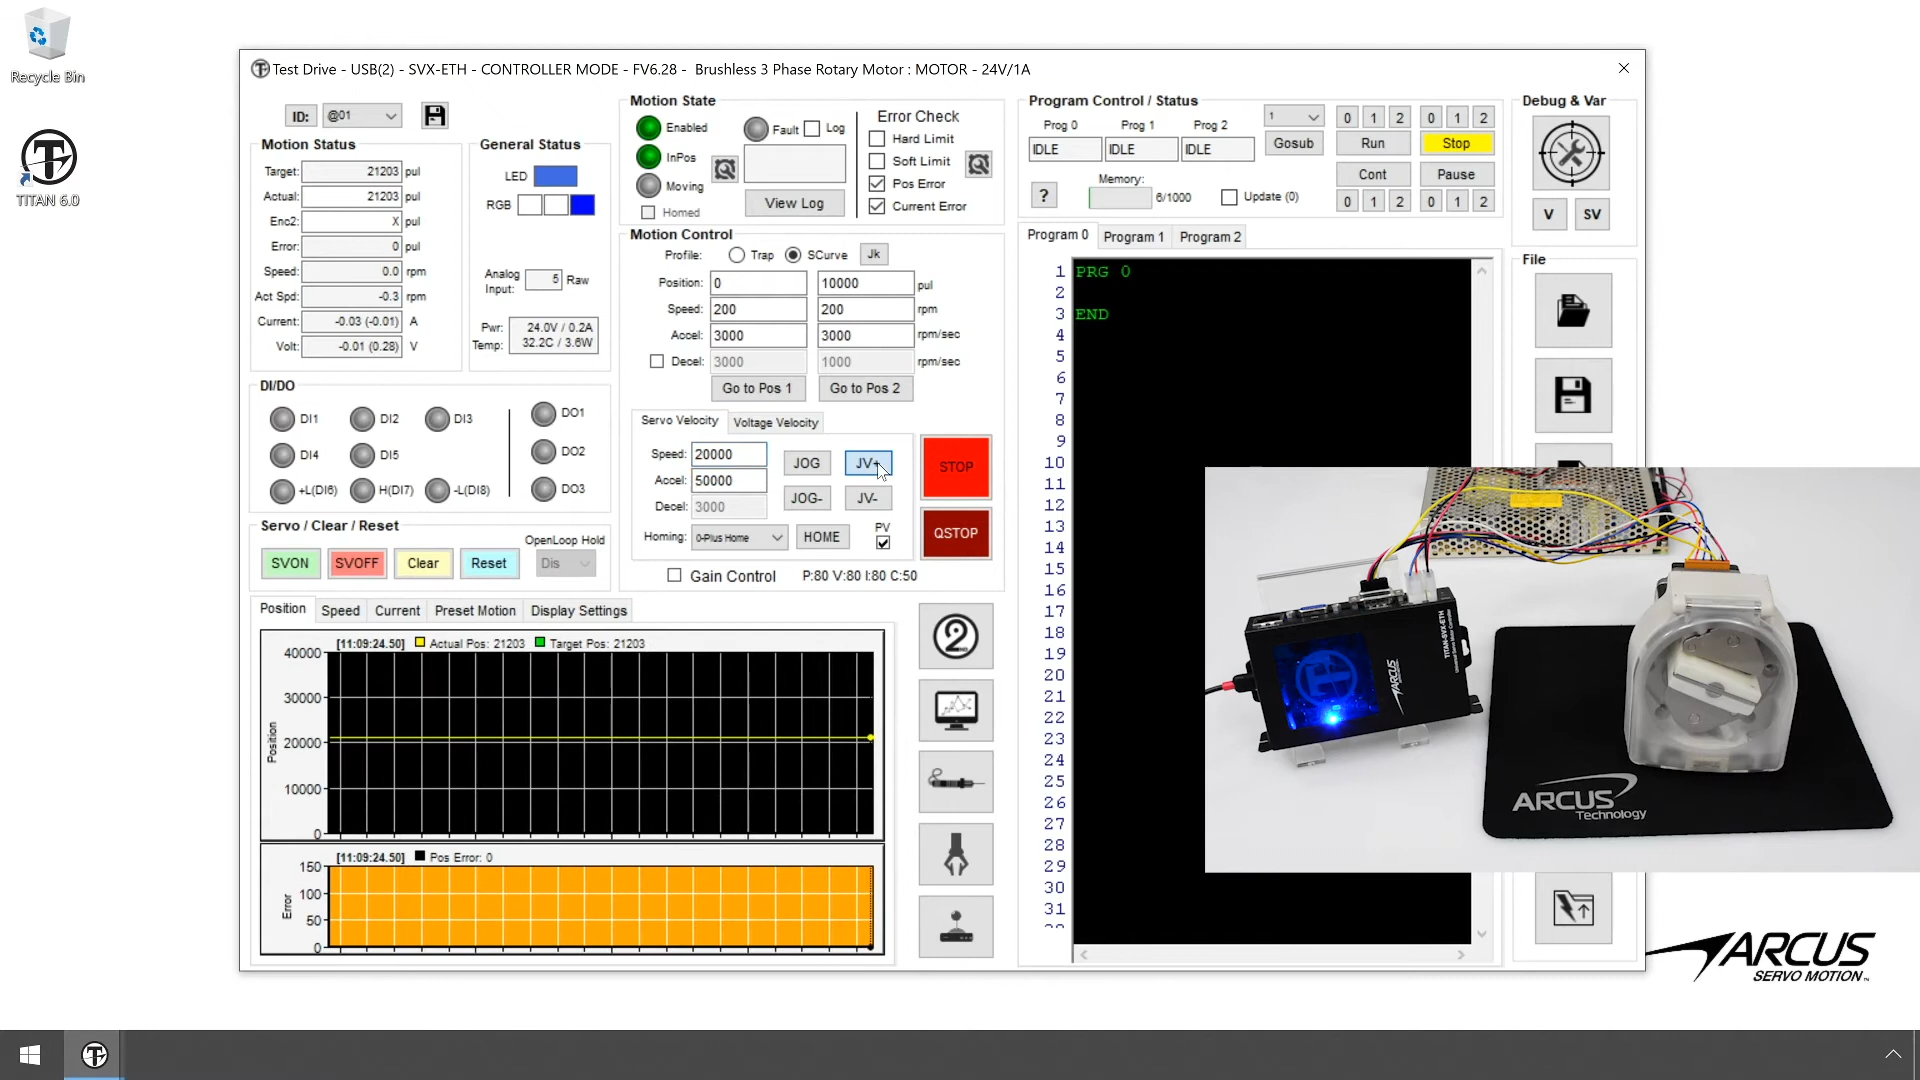 Recycle Bin
TITAN 6.0
Test Drive - USB(2) - SVX-ETH - CONTROLLER MODE - FV6.28 - Brushless 3 Phase Rotary Motor : MOTOR - 24V/1A
ID: @01
Motion Status
Target: 21203 pul
Actual: 21203 pul
Enc2: X pul
Error: 0 pul
Speed: 0.0 rpm
Act Spd: -0.3 rpm
Current: -0.03 (-0.01) A
Volt: -0.01 (0.28) V
General Status
LED
RGB
Analog Input: 5 Raw
Pwr: 24.0V / 0.2A
Temp: 32.2C / 3.6W
DI/DO
DI1 DI2 DI3 DO1
DI4 DI5 DO2
+L(DI6) H(DI7) -L(DI8) DO3
Servo / Clear / Reset
OpenLoop Hold
SVON SVOFF Clear Reset Dis
Motion State
Enabled
InPos
Moving
Homed
Fault Log
View Log
Error Check
Hard Limit
Soft Limit
Pos Error
Current Error
Motion Control
Profile: Trap SCurve Jk
Position: 0 10000 pul
Speed: 200 200 rpm
Accel: 3000 3000 rpm/sec
Decel: 3000 1000 rpm/sec
Go to Pos 1 Go to Pos 2
Servo Velocity Voltage Velocity
Speed: 20000 JOG JV+
Accel: 50000
Decel: 3000 JOG- JV-
Homing: 0-Plus Home HOME PV
STOP
QSTOP
Gain Control P:80 V:80 I:80 C:50
Position Speed Current Preset Motion Display Settings
[11:09:24.50] Actual Pos: 21203 Target Pos: 21203
Position
40000
30000
20000
10000
0
[11:09:24.50] Pos Error: 0
Error
150
100
50
0
2
Program Control / Status
Prog 0 Prog 1 Prog 2
IDLE IDLE IDLE
1
Gosub
0 1 2 0 1 2
Run Stop
Cont Pause
0 1 2 0 1 2
?
Memory:
6/1000
Update (0)
Program 0 Program 1 Program 2
1 PRG 0
2
3 END
4
5
6
7
8
9
10
11
12
13
14
15
16
17
18
19
20
21
22
23
24
25
26
27
28
29
30
31
Debug & Var
V SV
File
TITAN-SVX-ETH
ARCUS
ARCUS
Technology
ARCUS
SERVO MOTION